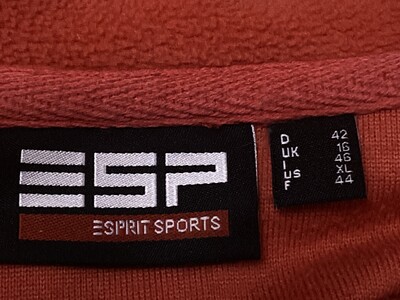 ESP
ESPRIT SPORTS
D 42
UK 16
I 46
US XL
F 44